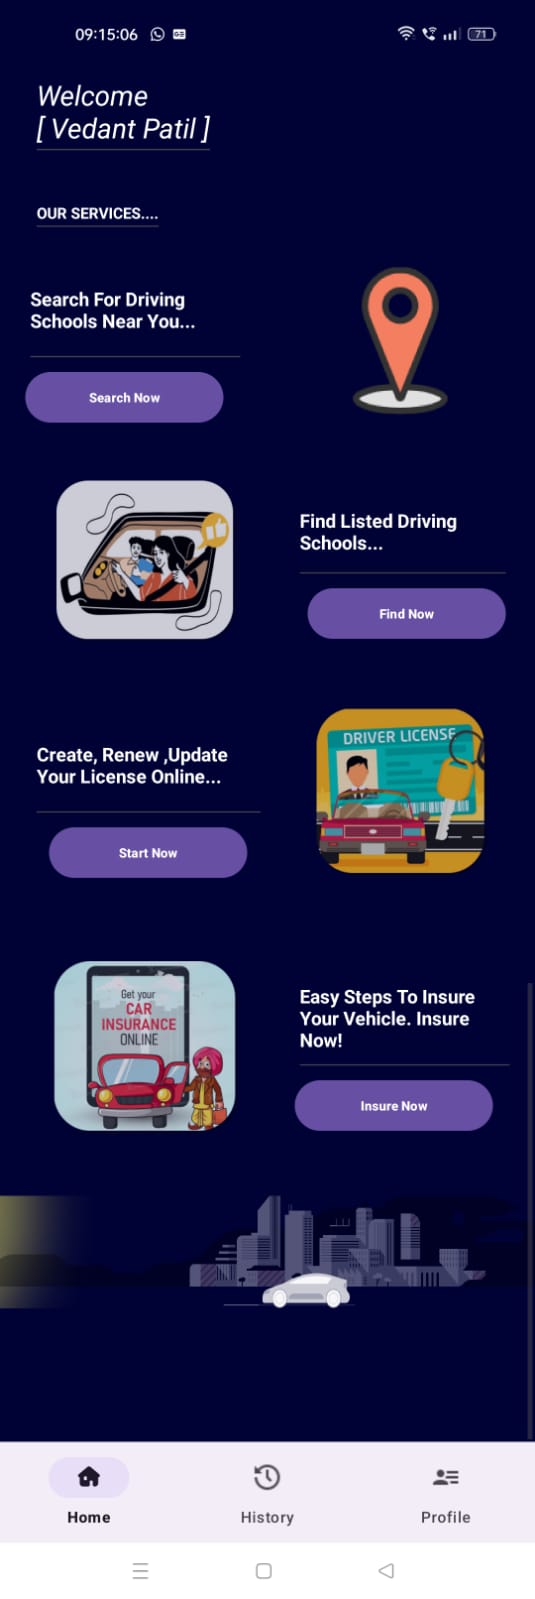 09:15:06
71
Welcome
[ Vedant Patil ]
OUR SERVICES....
Search For Driving
Schools Near You...
Search Now
Find Listed Driving
Schools...
Find Now
DRIVER LICENSE
Create, Renew ,Update
Your License Online...
Start Now
Get your
CAR
INSURANCE
ONLINE
Easy Steps To Insure
Your Vehicle. Insure
Now!
Insure Now
Home
History
Profile